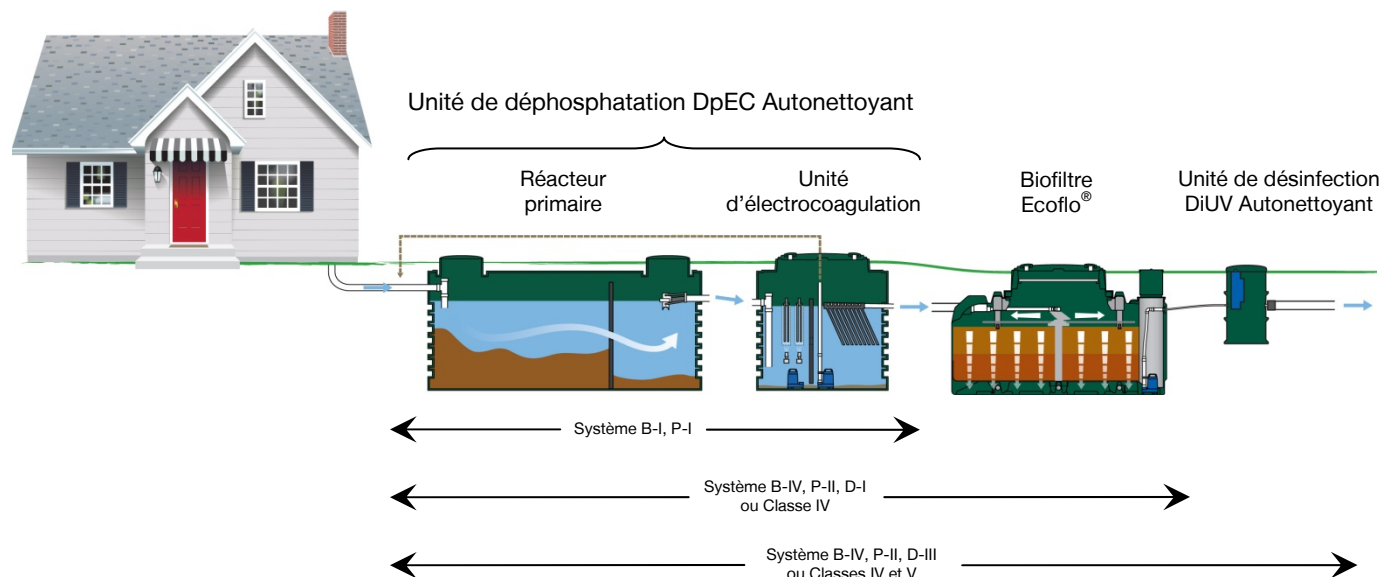 Unité de déphosphatation DpEC Autonettoyant
Réacteur
primaire
Unité
d'électrocoagulation
Biofiltre
Ecoflo®
Unité de désinfection
DiUV Autonettoyant
Système B-I, P-I
Système B-IV, P-II, D-I
ou Classe IV
Système B-IV, P-II, D-III
ou Classes IV et V